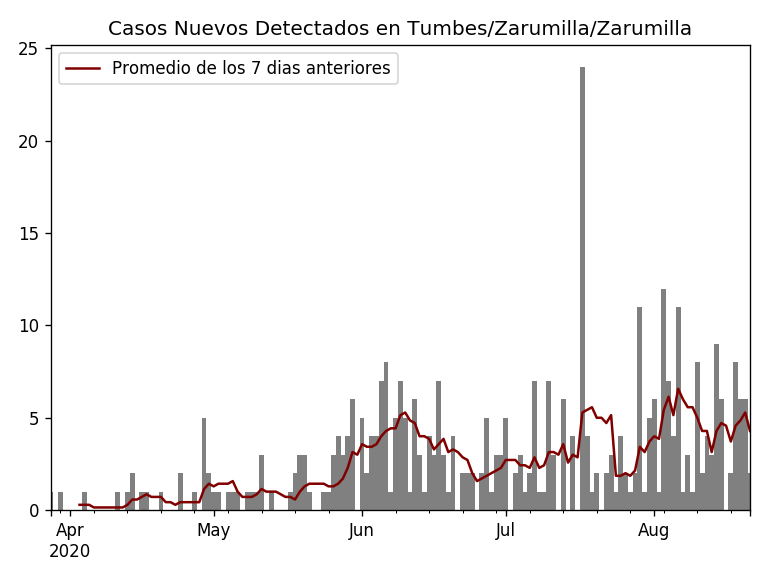 Casos Nuevos Detectados en Tumbes/Zarumilla/Zarumilla
Promedio de los 7 dias anteriores
25
20
15
10
5
0
Apr May Jun Jul Aug
2020